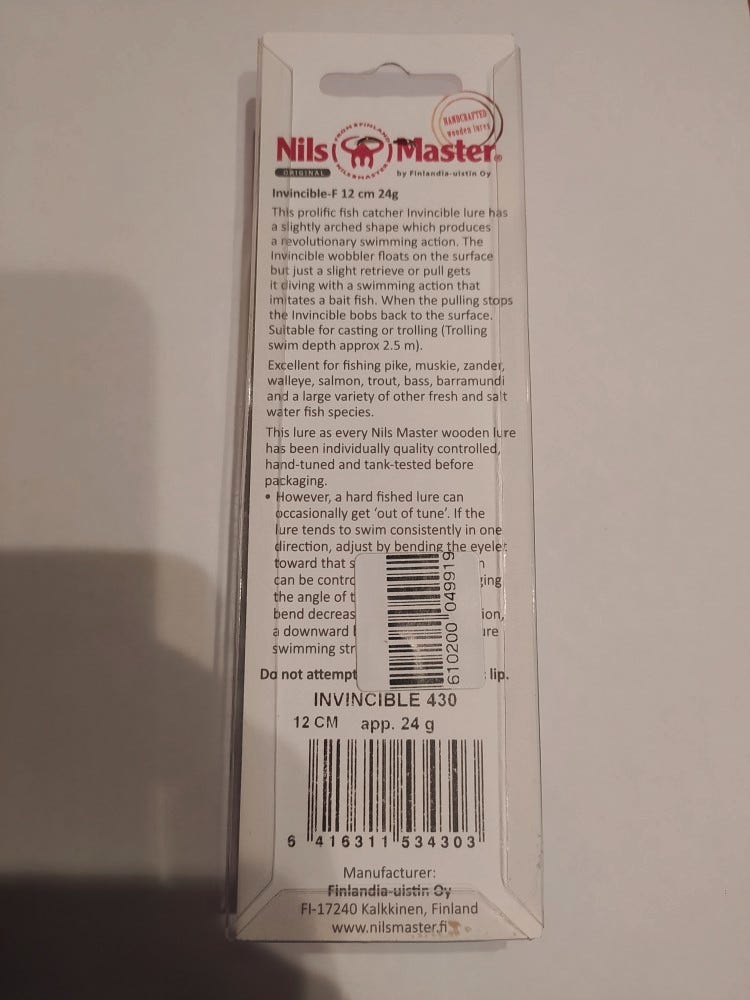 HANDCRAFTED
wooden lures
FROM FINLAND
Nils Master®
NILSMASTER
ORIGINAL by Finlandia-uistin Oy
Invincible-F 12 cm 24g
This prolific fish catcher Invincible lure has
a slightly arched shape which produces
a revolutionary swimming action. The
Invincible wobbler floats on the surface
but just a slight retrieve or pull gets
it diving with a swimming action that
imitates a bait fish. When the pulling stops
the Invincible bobs back to the surface.
Suitable for casting or trolling (Trolling
swim depth approx 2.5 m).
Excellent for fishing pike, muskie, zander,
walleye, salmon, trout, bass, barramundi
and a large variety of other fresh and salt
water fish species.
This lure as every Nils Master wooden lure
has been individually quality controlled,
hand-tuned and tank-tested before
packaging.
• However, a hard fished lure can
occasionally get ‘out of tune’. If the
lure tends to swim consistently in one
direction, adjust by bending the eyelet
toward that
can be
the angle of
bend
a downward
swimming
Do not attempt lip.
610200 049919
INVINCIBLE 430
12 CM app. 24 g
6 416311 534303
Manufacturer:
Finlandia-uistin Oy
FI-17240 Kalkkinen, Finland
www.nilsmaster.fi